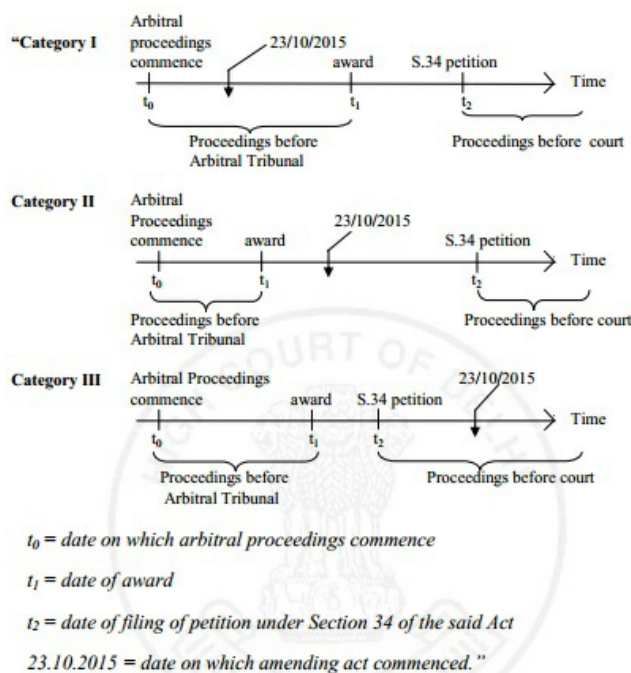 Arbitral
“Category I
proceedings
23/10/2015
commence
award
S.34 petition
Time
t₀
t₁
t₂
Proceedings before
Arbitral Tribunal
Proceedings before court
Category II
Arbitral
Proceedings
23/10/2015
commence
award
S.34 petition
Time
t₀
t₁
t₂
Proceedings before
Arbitral Tribunal
Proceedings before court
HIGH COURT OF DELHI
Category III
Arbitral Proceedings
23/10/2015
commence
award
S.34 petition
Time
t₀
t₁
t₂
Proceedings before
Arbitral Tribunal
Proceedings before court
t₀ = date on which arbitral proceedings commence
t₁ = date of award
t₂ = date of filing of petition under Section 34 of the said Act
23.10.2015 = date on which amending act commenced.”